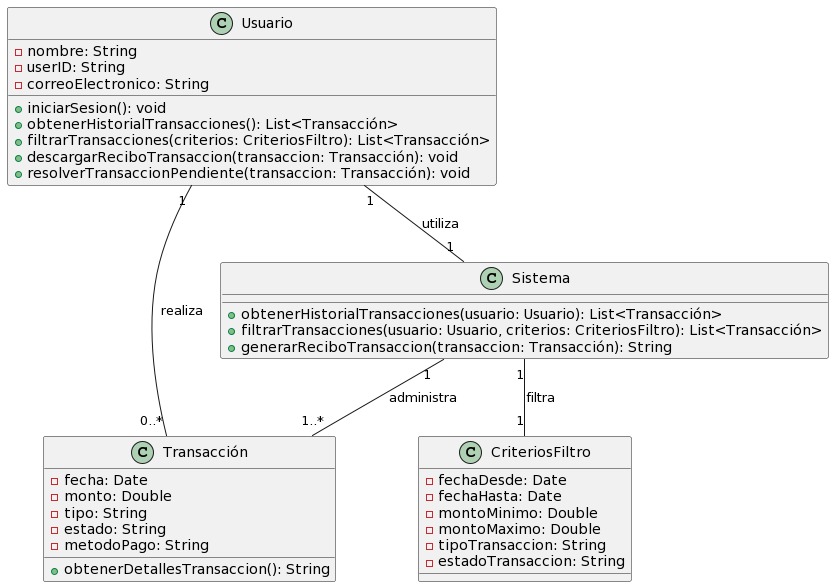 C Usuario
nombre: String
userID: String
correoElectronico: String
iniciarSesion(): void
obtenerHistorialTransacciones(): List<Transacción>
filtrarTransacciones(criterios: CriteriosFiltro): List<Transacción>
descargarReciboTransaccion(transaccion: Transacción): void
resolverTransaccionPendiente(transaccion: Transacción): void
1
1
utiliza
1
C Sistema
obtenerHistorialTransacciones(usuario: Usuario): List<Transacción>
filtrarTransacciones(usuario: Usuario, criterios: CriteriosFiltro): List<Transacción>
generarReciboTransaccion(transaccion: Transacción): String
realiza
1
1
administra
filtra
0..*
1..*
1
C Transacción
fecha: Date
monto: Double
tipo: String
estado: String
metodoPago: String
obtenerDetallesTransaccion(): String
C CriteriosFiltro
fechaDesde: Date
fechaHasta: Date
montoMinimo: Double
montoMaximo: Double
tipoTransaccion: String
estadoTransaccion: String